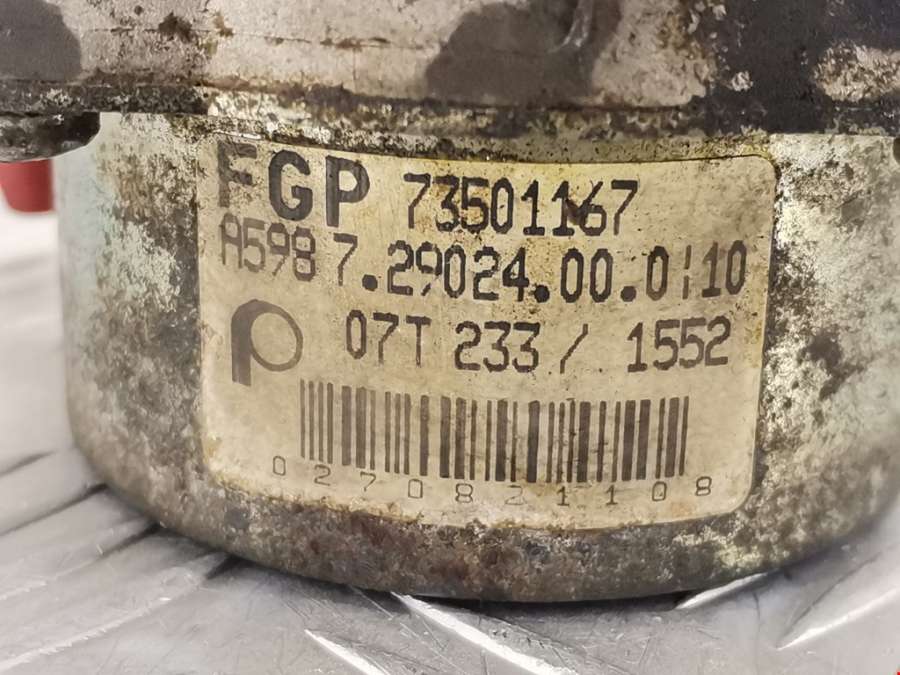 FGP 73501167
A598 7.29024.00.0|10
07T 233 / 1552
0270821108